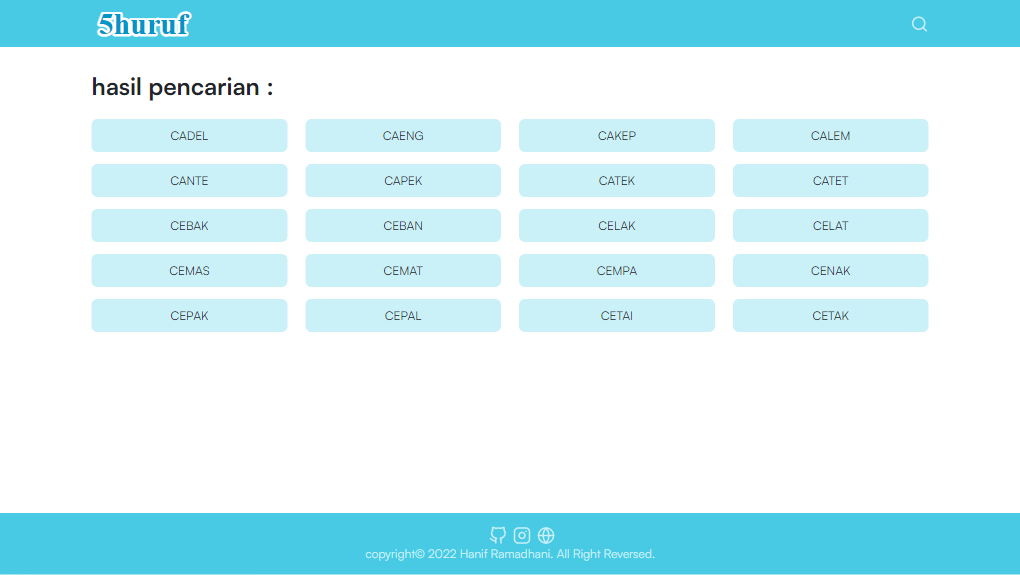 5huruf
hasil pencarian :
CADEL CAENG CAKEP CALEM
CANTE CAPEK CATEK CATET
CEBAK CEBAN CELAK CELAT
CEMAS CEMAT CEMPA CENAK
CEPAK CEPAL CETAI CETAK
copyright© 2022 Hanif Ramadhani. All Right Reversed.